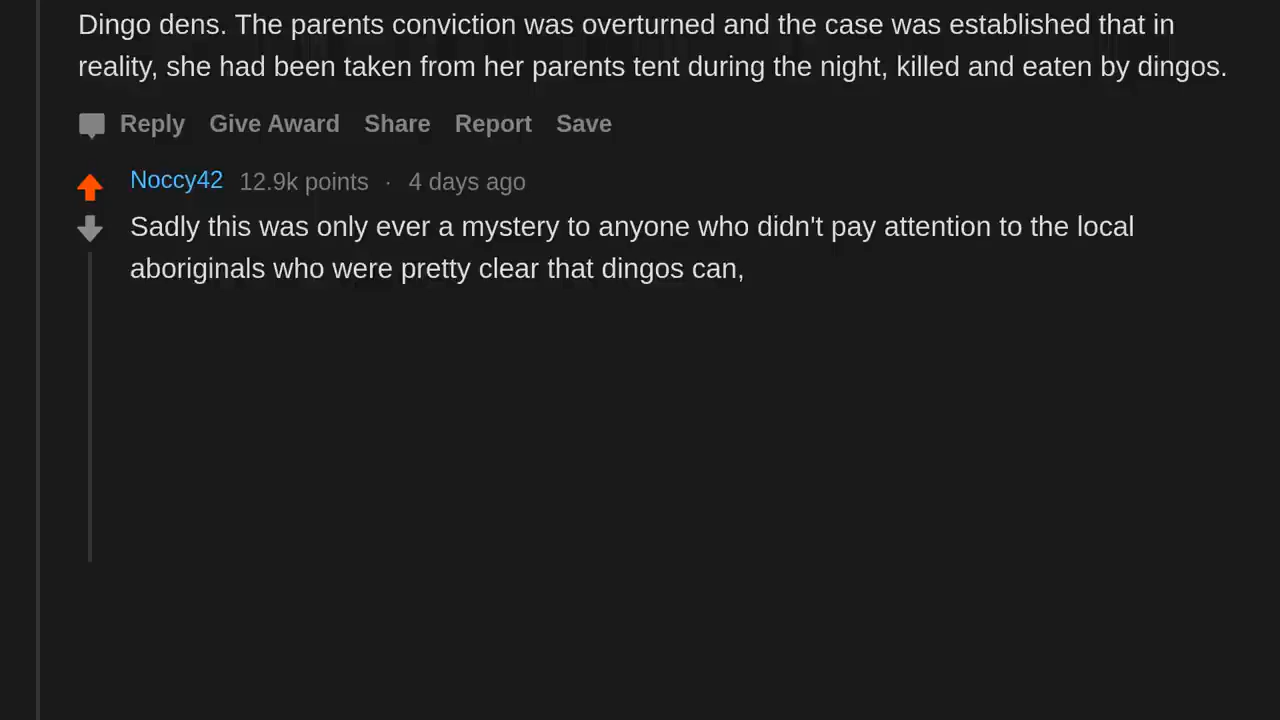 Dingo dens. The parents conviction was overturned and the case was established that in
reality, she had been taken from her parents tent during the night, killed and eaten by dingos.
Reply Give Award Share Report Save
Noccy42 12.9k points · 4 days ago
Sadly this was only ever a mystery to anyone who didn't pay attention to the local
aboriginals who were pretty clear that dingos can,